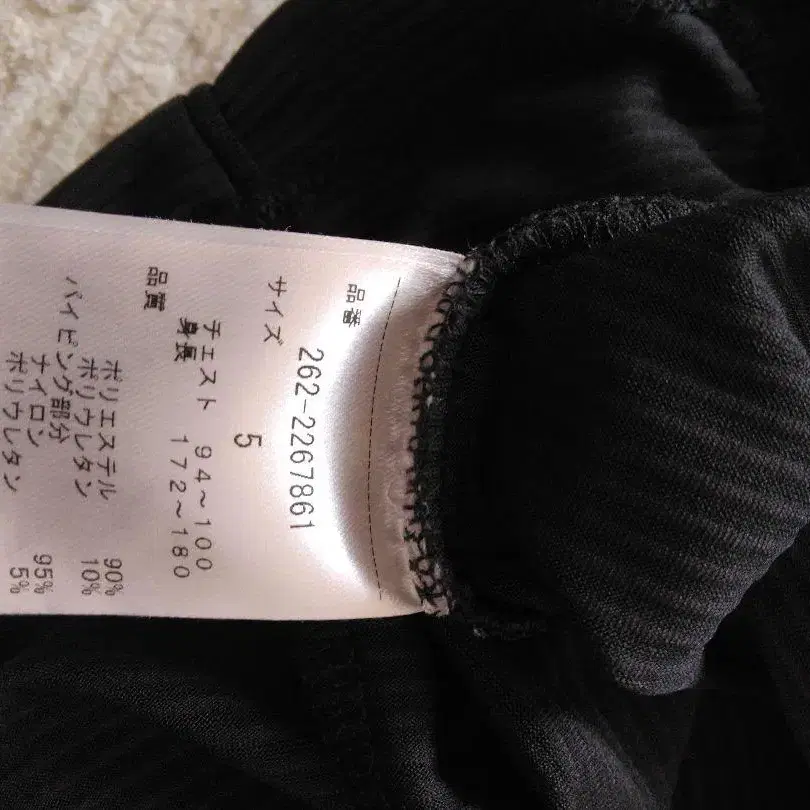 品番
262-2267861
サイズ 5
チェスト 94～100
身長 172～180
品質
ポリエステル 90%
ポリウレタン 10%
パイピング部分
ナイロン 95%
ポリウレタン 5%